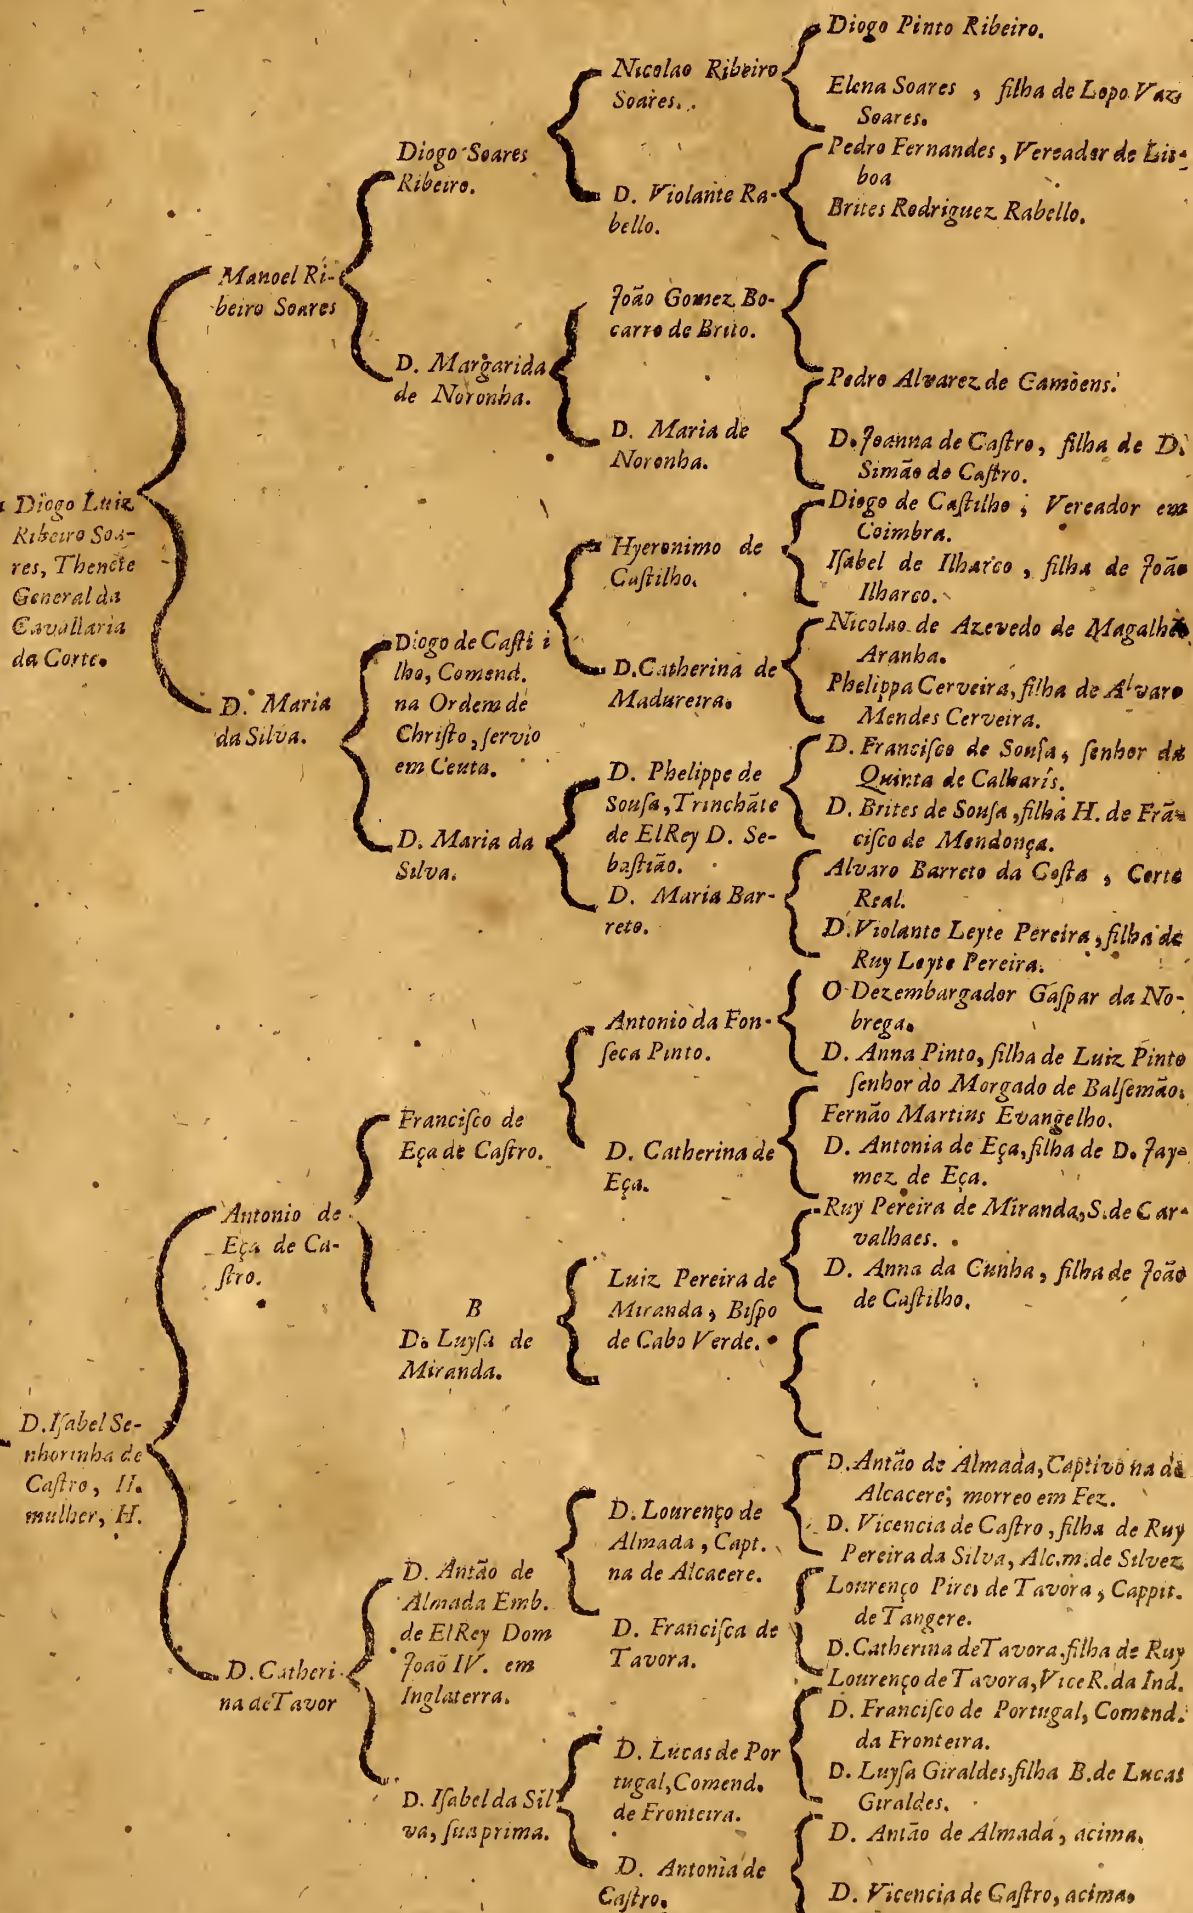 Diogo Luiz
Ribeiro Soa-
res, Thenẽte
General da
Cavallaria
da Corte.
Manoel Ri-
beiro Soares
Diogo Soares
Ribeiro.
Nicolao Ribeiro
Soares.
Diogo Pinto Ribeiro.
Elena Soares , filha de Lopo Vaz
Soares.
D. Violante Ra-
bello.
Pedro Fernandes, Vereador de Lis-
boa
Brites Rodriguez Rabello.
D. Margarida
de Noronha.
João Gomez Bo-
carro de Brito.
D. Maria de
Noronha.
Pedro Alvarez de Camoens.
D. Joanna de Caſtro, filha de D.
Simão de Caſtro.
D. Maria
da Silva.
Diogo de Caſti i
lho, Comend.
na Ordem de
Chriſto, ſervio
em Ceuta.
Hyeronimo de
Caſtilho.
Diogo de Caſtilho ; Vereador em
Coimbra.
Iſabel de Ilharco , filha de João
Ilharco.
D.Catherina de
Madureira.
Nicolao de Azevedo de Magalhẽs
Aranha.
Phelippa Cerveira, filha de Alvaro
Mendes Cerveira.
D. Maria da
Silva.
D. Phelippe de
Souſa, Trinchãte
de ElRey D. Se-
baſtião.
D. Franciſco de Souſa, ſenhor da
Quinta de Calharís.
D. Brites de Souſa, filha H. de Frã-
ciſco de Mendonça.
D. Maria Bar-
reto.
Alvaro Barreto da Coſta , Corte
Real.
D. Violante Leyte Pereira, filha de
Ruy Leyte Pereira.
D. Iſabel Se-
nhorinha de
Caſtro, II.
mulher, H.
Antonio de
Eça de Ca-
ſtro.
Franciſco de
Eça de Caſtro.
Antonio da Fon-
ſeca Pinto.
O Dezembargador Gaſpar da No-
brega.
D. Anna Pinto, filha de Luiz Pinto
ſenhor do Morgado de Balſemão.
D. Catherina de
Eça.
Fernão Martius Evangelho.
D. Antonia de Eça, filha de D. Jay-
mez de Eça.
B
D. Luyſa de
Miranda.
Luiz Pereira de
Miranda, Biſpo
de Cabo Verde.
Ruy Pereira de Miranda, S. de Car-
valhaes.
D. Anna da Cunha, filha de João
de Caſtilho.
D. Catheri-
na de Tavor
D. Antão de
Almada Emb.
de ElRey Dom
Joaõ IV. em
Inglaterra.
D. Lourenço de
Almada, Capt.
na de Alcacere.
D. Antão de Almada, Captivo na de
Alcacere; morreo em Fez.
D. Vicencia de Caſtro, filha de Ruy
Pereira da Silva, Alc.m. de Silvez
D. Franciſca de
Tavora.
Lourenço Pires de Tavora, Cappit.
de Tangere.
D. Catherina de Tavora, filha de Ruy
Lourenço de Tavora, Vice R. da Ind.
D. Iſabel da Sil
va, ſua prima.
D. Lucas de Por
tugal, Comend.
de Fronteira.
D. Franciſco de Portugal, Comend.
da Fronteira.
D. Luyſa Giraldes, filha B. de Lucas
Giraldes.
D. Antonia de
Caſtro.
D. Antão de Almada, acima.
D. Vicencia de Caſtro, acima.